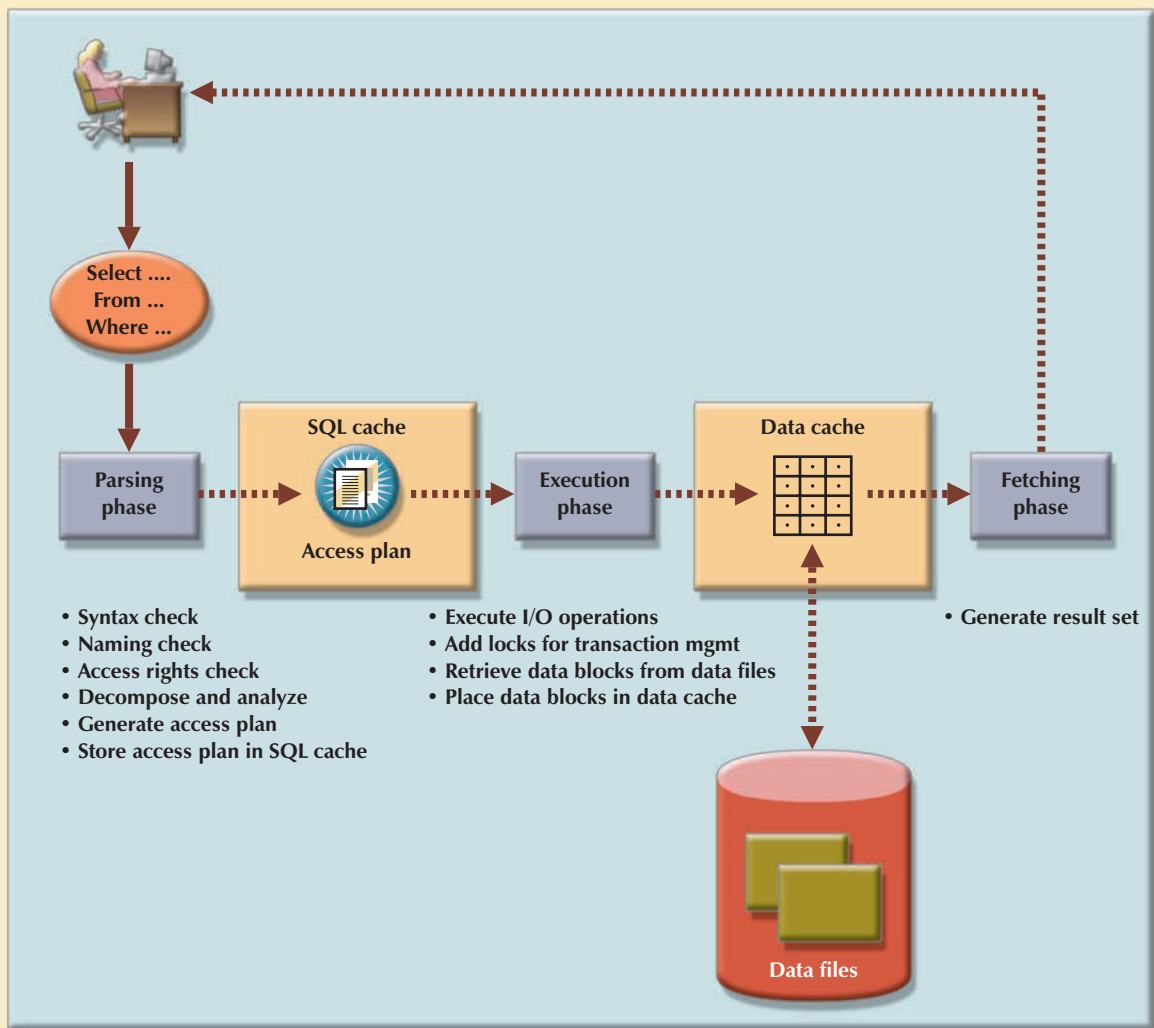 Select ....
From ...
Where ...
Parsing
phase
SQL cache
Access plan
Execution
phase
Data cache
Fetching
phase
• Syntax check
• Naming check
• Access rights check
• Decompose and analyze
• Generate access plan
• Store access plan in SQL cache
• Execute I/O operations
• Add locks for transaction mgmt
• Retrieve data blocks from data files
• Place data blocks in data cache
• Generate result set
Data files